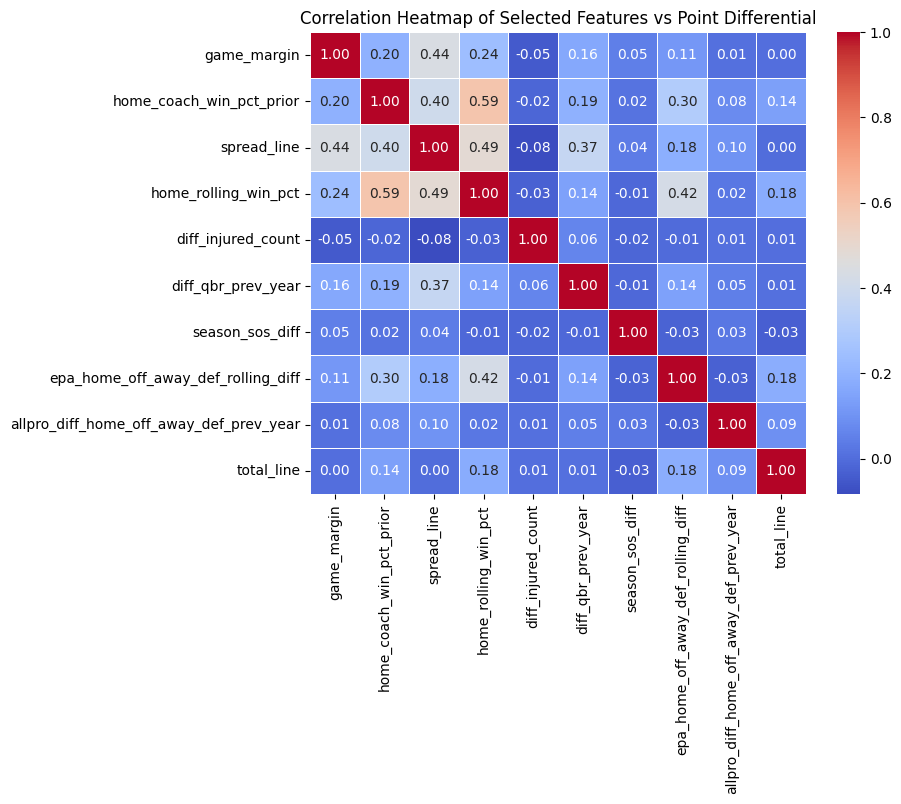 Correlation Heatmap of Selected Features vs Point Differential
game_margin 1.00 0.20 0.44 0.24 -0.05 0.16 0.05 0.11 0.01 0.00
home_coach_win_pct_prior 0.20 1.00 0.40 0.59 -0.02 0.19 0.02 0.30 0.08 0.14
spread_line 0.44 0.40 1.00 0.49 -0.08 0.37 0.04 0.18 0.10 0.00
home_rolling_win_pct 0.24 0.59 0.49 1.00 -0.03 0.14 -0.01 0.42 0.02 0.18
diff_injured_count -0.05 -0.02 -0.08 -0.03 1.00 0.06 -0.02 -0.01 0.01 0.01
diff_qbr_prev_year 0.16 0.19 0.37 0.14 0.06 1.00 -0.01 0.14 0.05 0.01
season_sos_diff 0.05 0.02 0.04 -0.01 -0.02 -0.01 1.00 -0.03 0.03 -0.03
epa_home_off_away_def_rolling_diff 0.11 0.30 0.18 0.42 -0.01 0.14 -0.03 1.00 -0.03 0.18
allpro_diff_home_off_away_def_prev_year 0.01 0.08 0.10 0.02 0.01 0.05 0.03 -0.03 1.00 0.09
total_line 0.00 0.14 0.00 0.18 0.01 0.01 -0.03 0.18 0.09 1.00
game_margin
home_coach_win_pct_prior
spread_line
home_rolling_win_pct
diff_injured_count
diff_qbr_prev_year
season_sos_diff
epa_home_off_away_def_rolling_diff
allpro_diff_home_off_away_def_prev_year
total_line
1.0
0.8
0.6
0.4
0.2
0.0